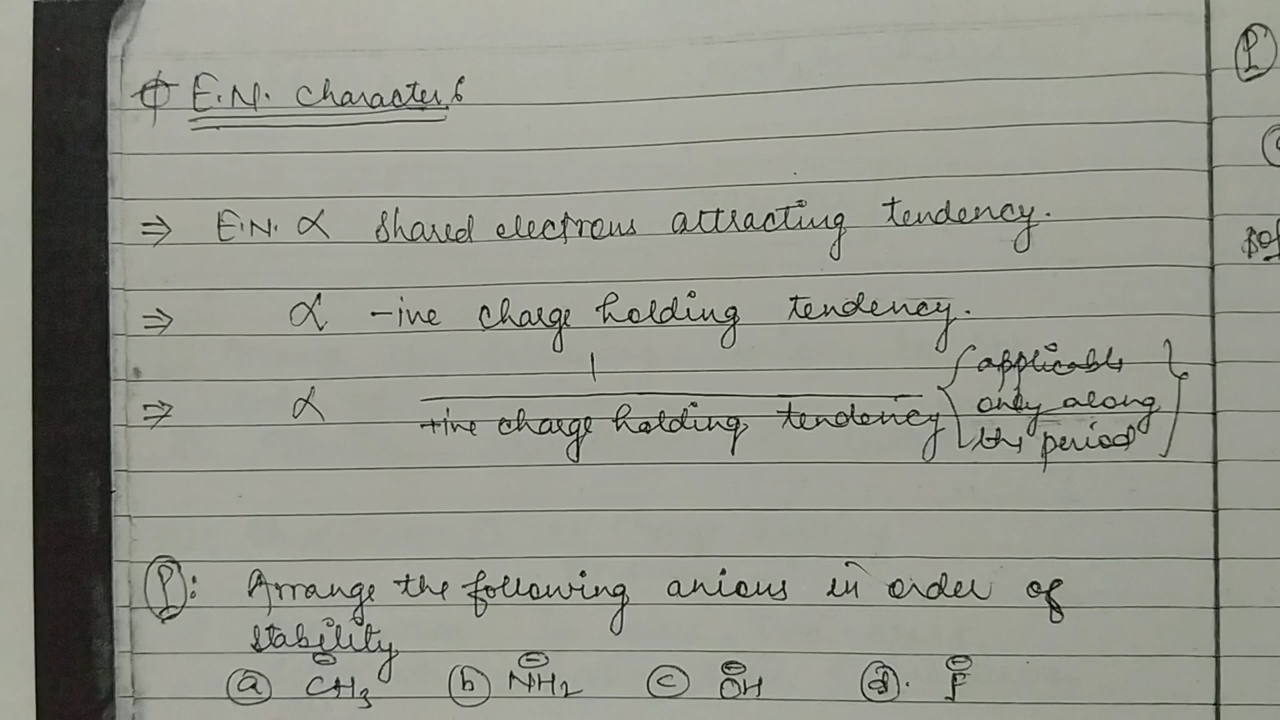 E.N. Character:
⇒ E.N. ∝ Shared electrons attracting tendency.
⇒ ∝ -ive charge holding tendency.
⇒ ∝ 1 / +ive charge holding tendency {applicable only along the period}
(P): Arrange the following anions in order of
stability
(a) CH3⊖ (b) NH2⊖ (c) OH⊖ (d). F⊖